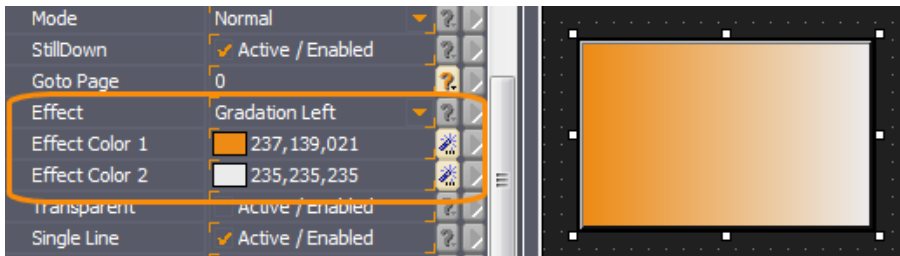 Mode Normal
StillDown Active / Enabled
Goto Page 0
Effect Gradation Left
Effect Color 1 237,139,021
Effect Color 2 235,235,235
Transparent Active / Enabled
Single Line Active / Enabled